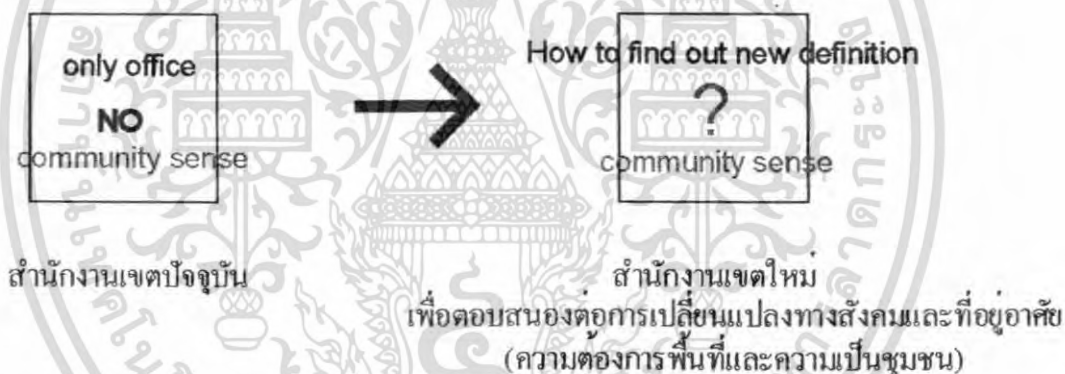 only office
NO
community sense
How to find out new definition
?
community sense
สำนักงานเขตปัจจุบัน
สำนักงานเขตใหม่
เพื่อตอบสนองต่อการเปลี่ยนแปลงทางสังคมและที่อยู่อาศัย
(ความต้องการพื้นที่และความเป็นชุมชน)